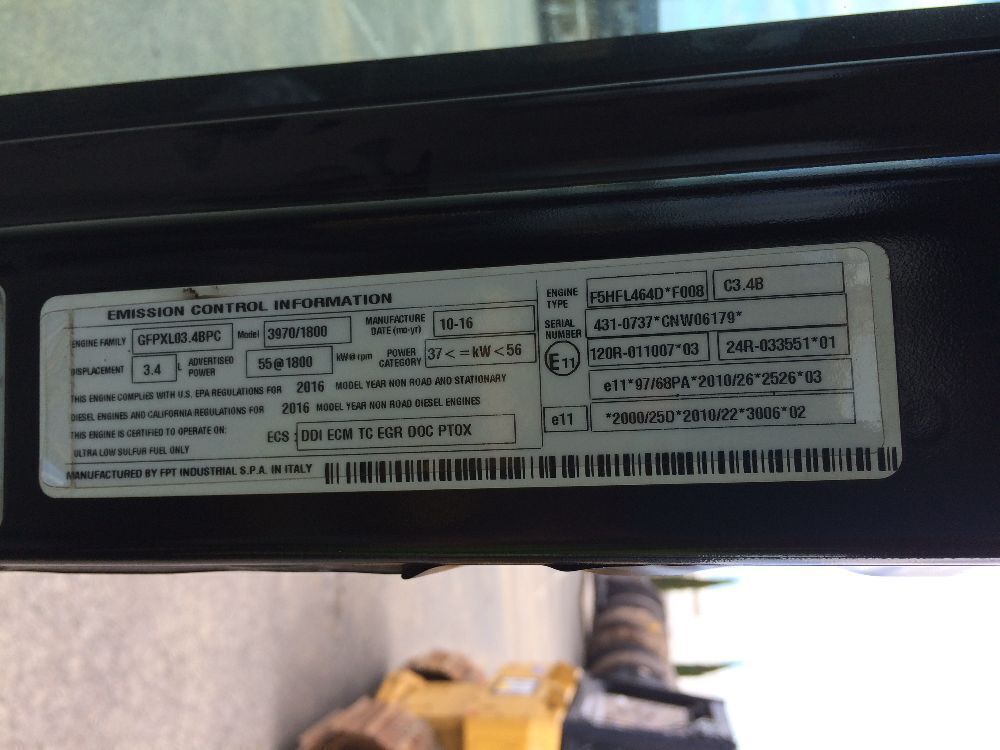 EMISSION CONTROL INFORMATION
ENGINE FAMILY GFPXL03.4BPC Model 3970/1800 MANUFACTURE DATE (mo-yr) 10-16
DISPLACEMENT 3.4 L ADVERTISED POWER 55@1800 kW@rpm POWER CATEGORY 37<=kW<56
THIS ENGINE COMPLIES WITH U.S. EPA REGULATIONS FOR 2016 MODEL YEAR NON ROAD AND STATIONARY
DIESEL ENGINES AND CALIFORNIA REGULATIONS FOR 2016 MODEL YEAR NON ROAD DIESEL ENGINES
THIS ENGINE IS CERTIFIED TO OPERATE ON:
ULTRA LOW SULFUR FUEL ONLY
ECS : DDI ECM TC EGR DOC PTOX
MANUFACTURED BY FPT INDUSTRIAL S.P.A. IN ITALY
ENGINE TYPE F5HFL464D*F008 C3.4B
SERIAL NUMBER 431-0737*CNW06179*
E11 120R-011007*03 24R-033551*01
e11*97/68PA*2010/26*2526*03
e11 *2000/25D*2010/22*3006*02